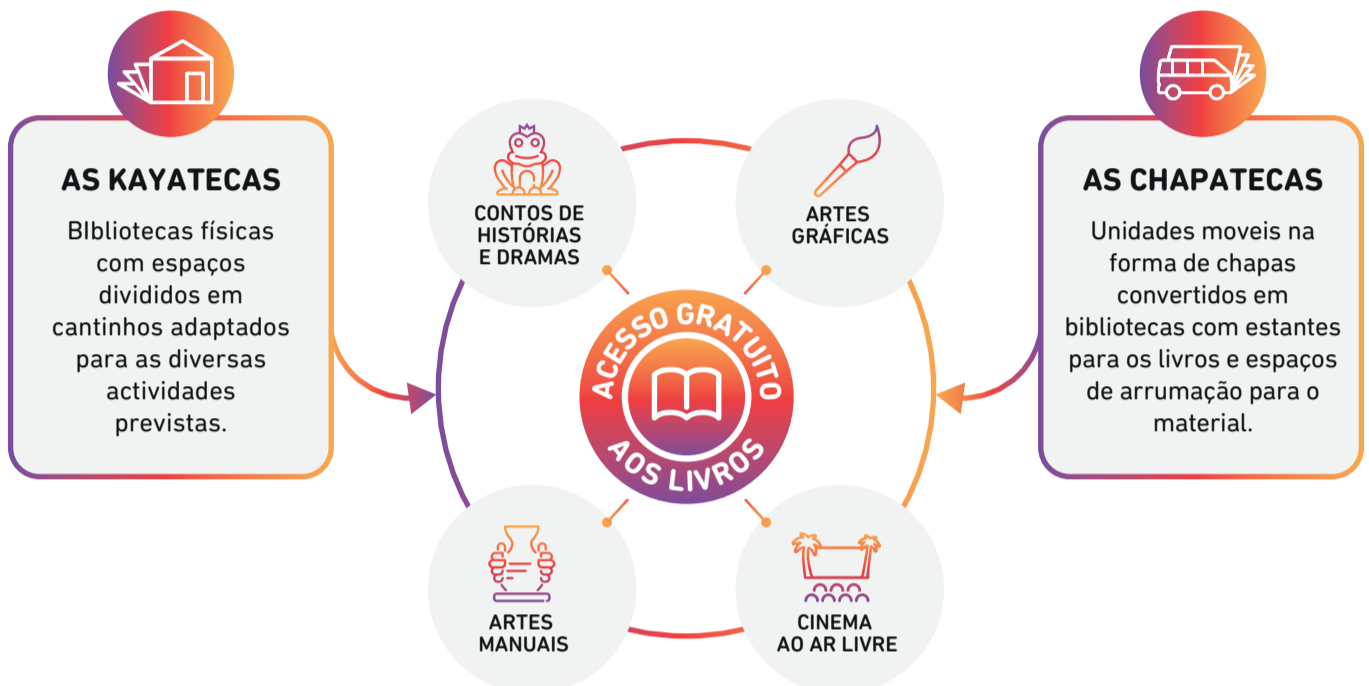 AS KAYATECAS
BIbliotecas físicas
com espaços
divididos em
cantinhos adaptados
para as diversas
actividades
previstas.
CONTOS DE
HISTÓRIAS
E DRAMAS
ARTES
GRÁFICAS
ACESSO GRATUITO
AOS LIVROS
ARTES
MANUAIS
CINEMA
AO AR LIVRE
AS CHAPATECAS
Unidades moveis na
forma de chapas
convertidos em
bibliotecas com estantes
para os livros e espaços
de arrumação para o
material.